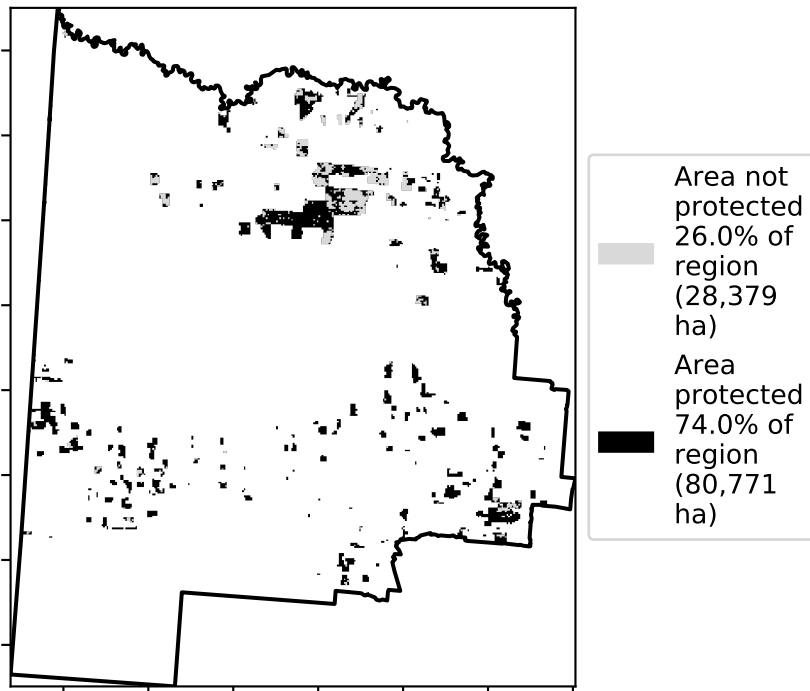 Area not
protected
26.0% of
region
(28,379
ha)
Area
protected
74.0% of
region
(80,771
ha)